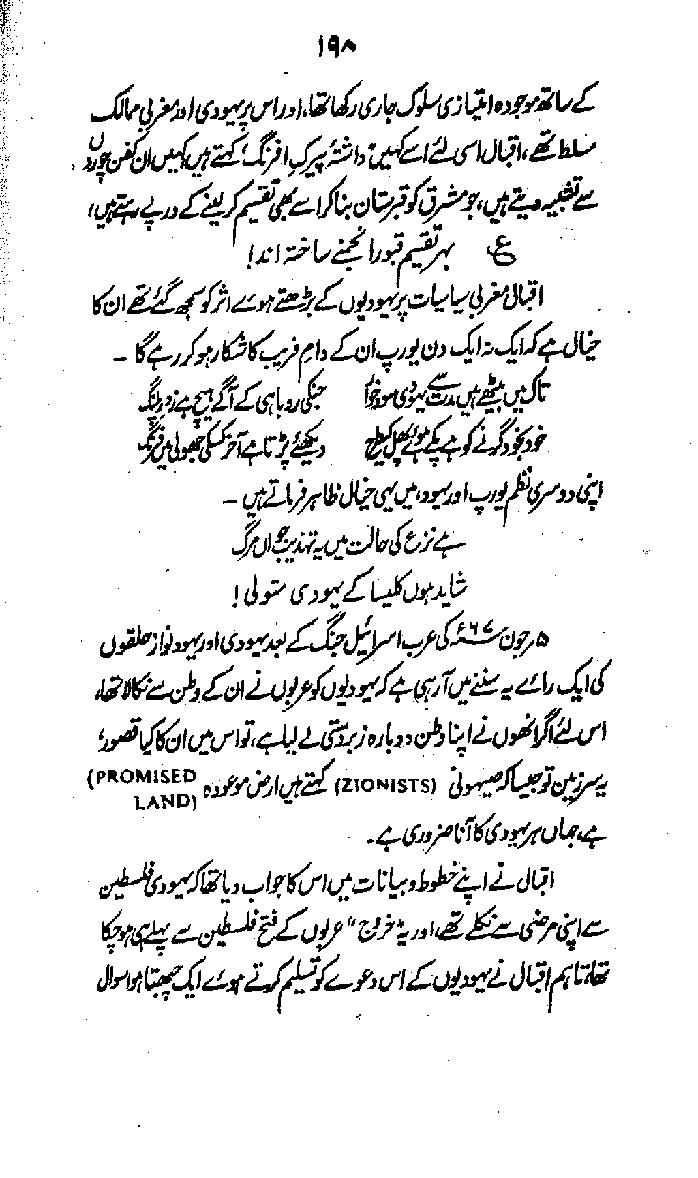 ۱۹۸
کے ساتھ موجودہ امتیازی سلوک جاری رکھا تھا، اور اس پر یہودی اور مغربی ممالک
مسلط تھے، اقبال اسی لئے اسے کہیں "داشتۂ پیرک افرنگ" کہتے ہیں، کہیں ان کفن چوروں
سے تشبیہ دیتے ہیں، جو مشرق کو قبرستان بنا کر اسے بھی تقسیم کر لینے کے درپے رہتے ہیں،
ع بہر تقسیم قبور انجمنے ساختہ اند!
اقبال مغربی سیاسیات پر یہودیوں کے بڑھتے ہوئے اثر کو سمجھ گئے تھے ان کا
خیال ہے کہ ایک نہ ایک دن یورپ ان کے دامِ فریب کا شکار ہو کر رہے گا –
تاک میں بیٹھے ہیں مدت سے یہودی سود خوار جنکی روباہی کے آگے ہیچ ہے زور پلنگ
خود بخود گرنے کو ہے پکے ہوئے پھل کی طرح دیکھئے پڑتا ہے آخر کسکی جھولی میں فرنگ
اپنی دوسری نظم یورپ اور یہود، میں یہی خیال ظاہر فرماتے ہیں –
ہے نزع کی حالت میں یہ تہذیب جواں مرگ
شاید ہوں کلیسا کے یہودی متولی!
۵ رجون ۶۷ء کی عرب اسرائیل جنگ کے بعد یہودی اور یہود نواز حلقوں
کی ایک رائے یہ سننے میں آرہی ہے کہ یہودیوں کو عربوں نے ان کے وطن سے نکالا تھا،
اس لئے اگر انھوں نے اپنا وطن دوبارہ زبردستی لے لیا ہے، تو اس میں ان کا کیا قصور؛
یہ سرزمین تو جیسا کہ صیہونی (ZIONISTS) کہتے ہیں ارض موعودہ (PROMISED LAND)
ہے، جہاں ہر یہودی کا آنا ضروری ہے۔
اقبال نے اپنے خطوط و بیانات میں اس کا جواب دیا تھا کہ یہودی فلسطین
سے اپنی مرضی سے نکلے تھے، اور یہ "خروج" عربوں کے فتح فلسطین سے پہلے ہی ہو چکا
تھا، تاہم اقبال نے یہودیوں کے اس دعوے کو تسلیم کرتے ہوئے ایک چبھتا ہوا سوال